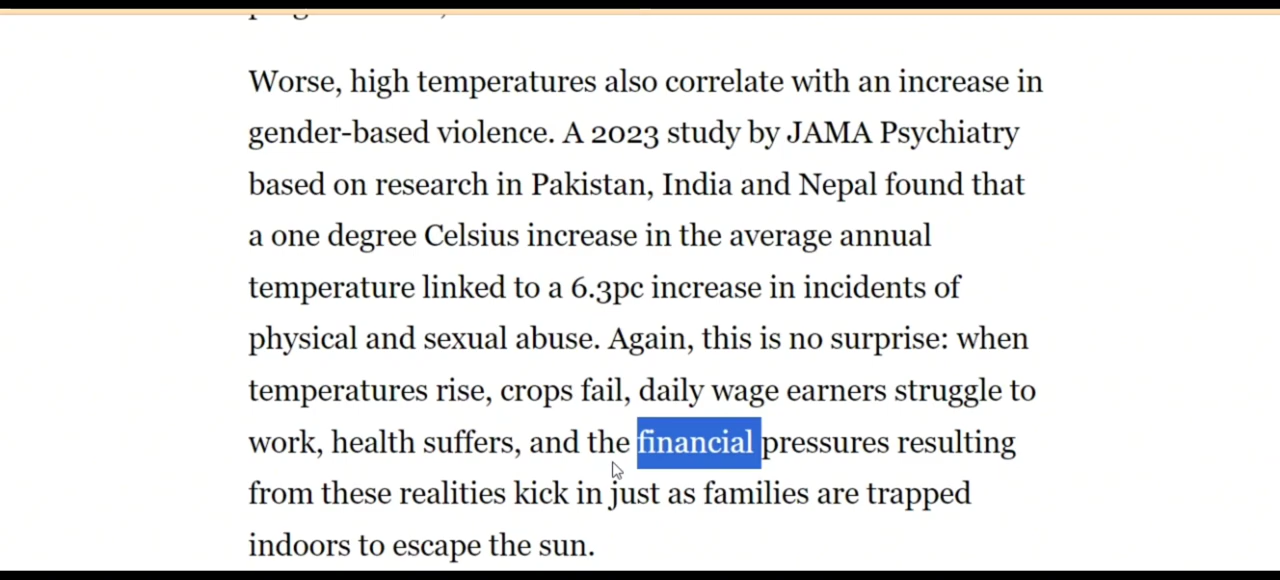 Worse, high temperatures also correlate with an increase in
gender-based violence. A 2023 study by JAMA Psychiatry
based on research in Pakistan, India and Nepal found that
a one degree Celsius increase in the average annual
temperature linked to a 6.3pc increase in incidents of
physical and sexual abuse. Again, this is no surprise: when
temperatures rise, crops fail, daily wage earners struggle to
work, health suffers, and the financial pressures resulting
from these realities kick in just as families are trapped
indoors to escape the sun.